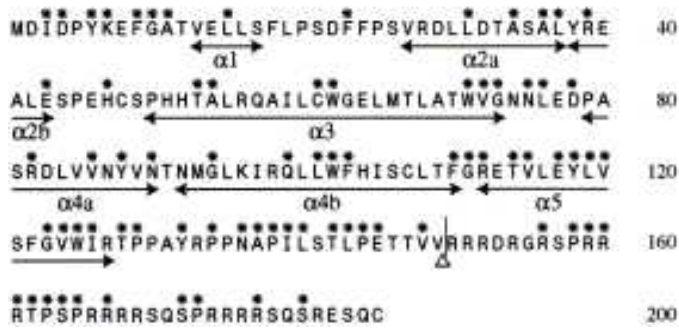 MDIDPYKEFGATVELLSFLPSDFFPSVRDLLDTASALYRE 40
α1 α2a
ALESPEHCSPHHTALRQAILCWGELMTLATWVGNNLEDPA 80
α2b α3
SRDLVVNYVNTNMGLKIRQLLWFHISCLTFGRETVLEYLV 120
α4a α4b α5
SFGVWIRTPPAYRPPNAPILSTLPETTVVRRRDRGRSPRR 160
RTPSPRRRRSQSPRRRRSQSRESQC 200